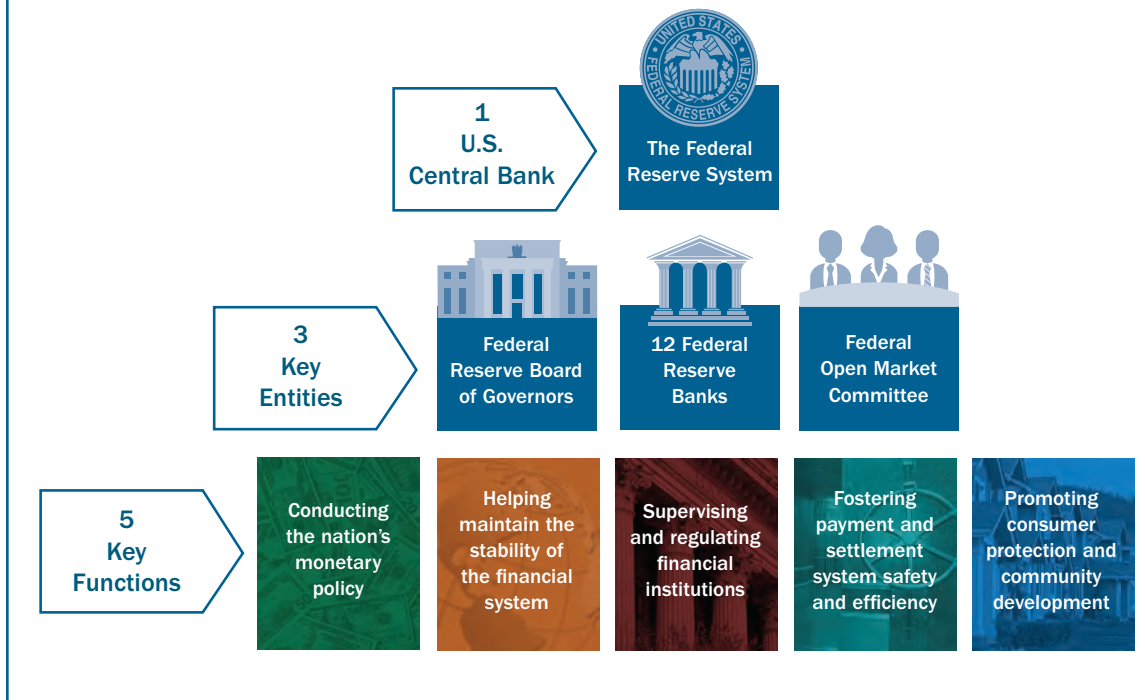 UNITED STATES
FEDERAL RESERVE SYSTEM
1
U.S.
Central Bank
The Federal
Reserve System
3
Key
Entities
Federal
Reserve Board
of Governors
12 Federal
Reserve
Banks
Federal
Open Market
Committee
5
Key
Functions
Conducting
the nation’s
monetary
policy
Helping
maintain the
stability of
the financial
system
Supervising
and regulating
financial
institutions
Fostering
payment and
settlement
system safety
and efficiency
Promoting
consumer
protection and
community
development